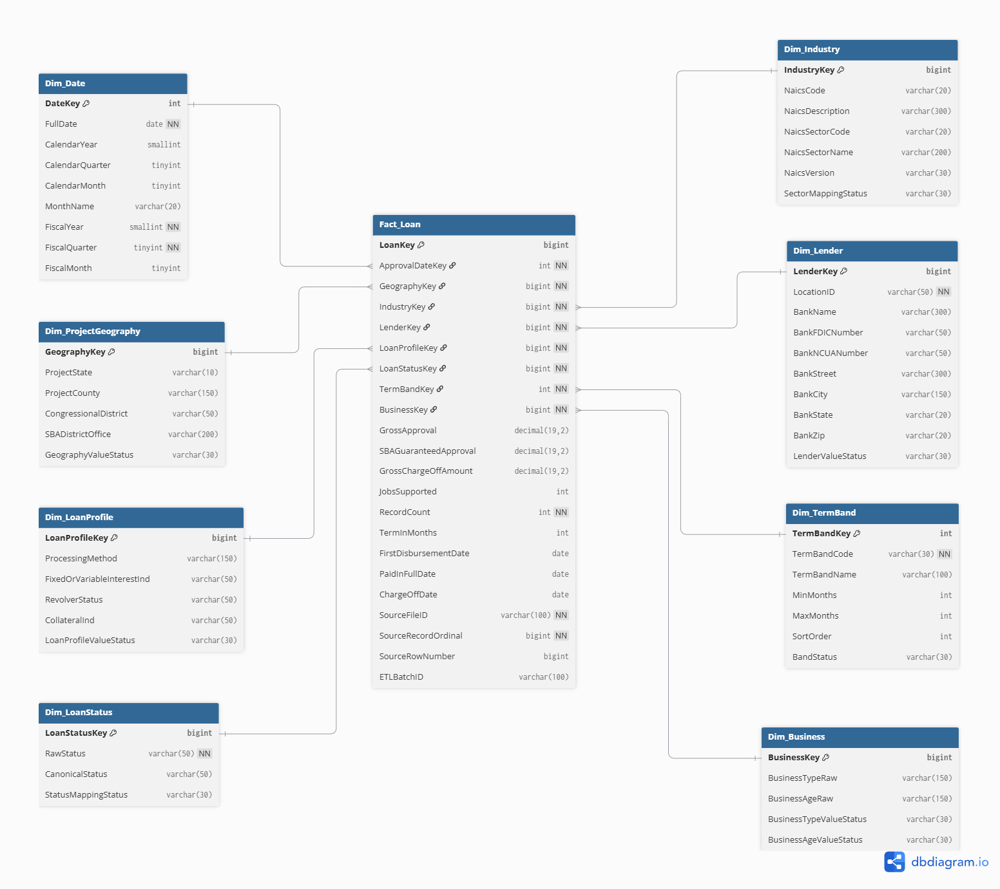 Dim_Date
DateKey int
FullDate date NN
CalendarYear smallint
CalendarQuarter tinyint
CalendarMonth tinyint
MonthName varchar(20)
FiscalYear smallint NN
FiscalQuarter tinyint NN
FiscalMonth tinyint
Dim_ProjectGeography
GeographyKey bigint
ProjectState varchar(10)
ProjectCounty varchar(150)
CongressionalDistrict varchar(50)
SBADistrictOffice varchar(200)
GeographyValueStatus varchar(30)
Dim_LoanProfile
LoanProfileKey bigint
ProcessingMethod varchar(150)
FixedOrVariableInterestInd varchar(50)
RevolverStatus varchar(50)
CollateralInd varchar(50)
LoanProfileValueStatus varchar(30)
Dim_LoanStatus
LoanStatusKey bigint
RawStatus varchar(50) NN
CanonicalStatus varchar(50)
StatusMappingStatus varchar(30)
Fact_Loan
LoanKey bigint
ApprovalDateKey int NN
GeographyKey bigint NN
IndustryKey bigint NN
LenderKey bigint NN
LoanProfileKey bigint NN
LoanStatusKey bigint NN
TermBandKey int NN
BusinessKey bigint NN
GrossApproval decimal(19,2)
SBAGuaranteedApproval decimal(19,2)
GrossChargeOffAmount decimal(19,2)
JobsSupported int
RecordCount int NN
TermInMonths int
FirstDisbursementDate date
PaidInFullDate date
ChargeOffDate date
SourceFileID varchar(100) NN
SourceRecordOrdinal bigint NN
SourceRowNumber bigint
ETLBatchID varchar(100)
Dim_Industry
IndustryKey bigint
NaicsCode varchar(20)
NaicsDescription varchar(300)
NaicsSectorCode varchar(20)
NaicsSectorName varchar(200)
NaicsVersion varchar(30)
SectorMappingStatus varchar(30)
Dim_Lender
LenderKey bigint
LocationID varchar(50) NN
BankName varchar(300)
BankFDICNumber varchar(50)
BankNCUANumber varchar(50)
BankStreet varchar(300)
BankCity varchar(150)
BankState varchar(20)
BankZip varchar(20)
LenderValueStatus varchar(30)
Dim_TermBand
TermBandKey int
TermBandCode varchar(30) NN
TermBandName varchar(100)
MinMonths int
MaxMonths int
SortOrder int
BandStatus varchar(30)
Dim_Business
BusinessKey bigint
BusinessTypeRaw varchar(150)
BusinessAgeRaw varchar(150)
BusinessTypeValueStatus varchar(30)
BusinessAgeValueStatus varchar(30)
dbdiagram.io